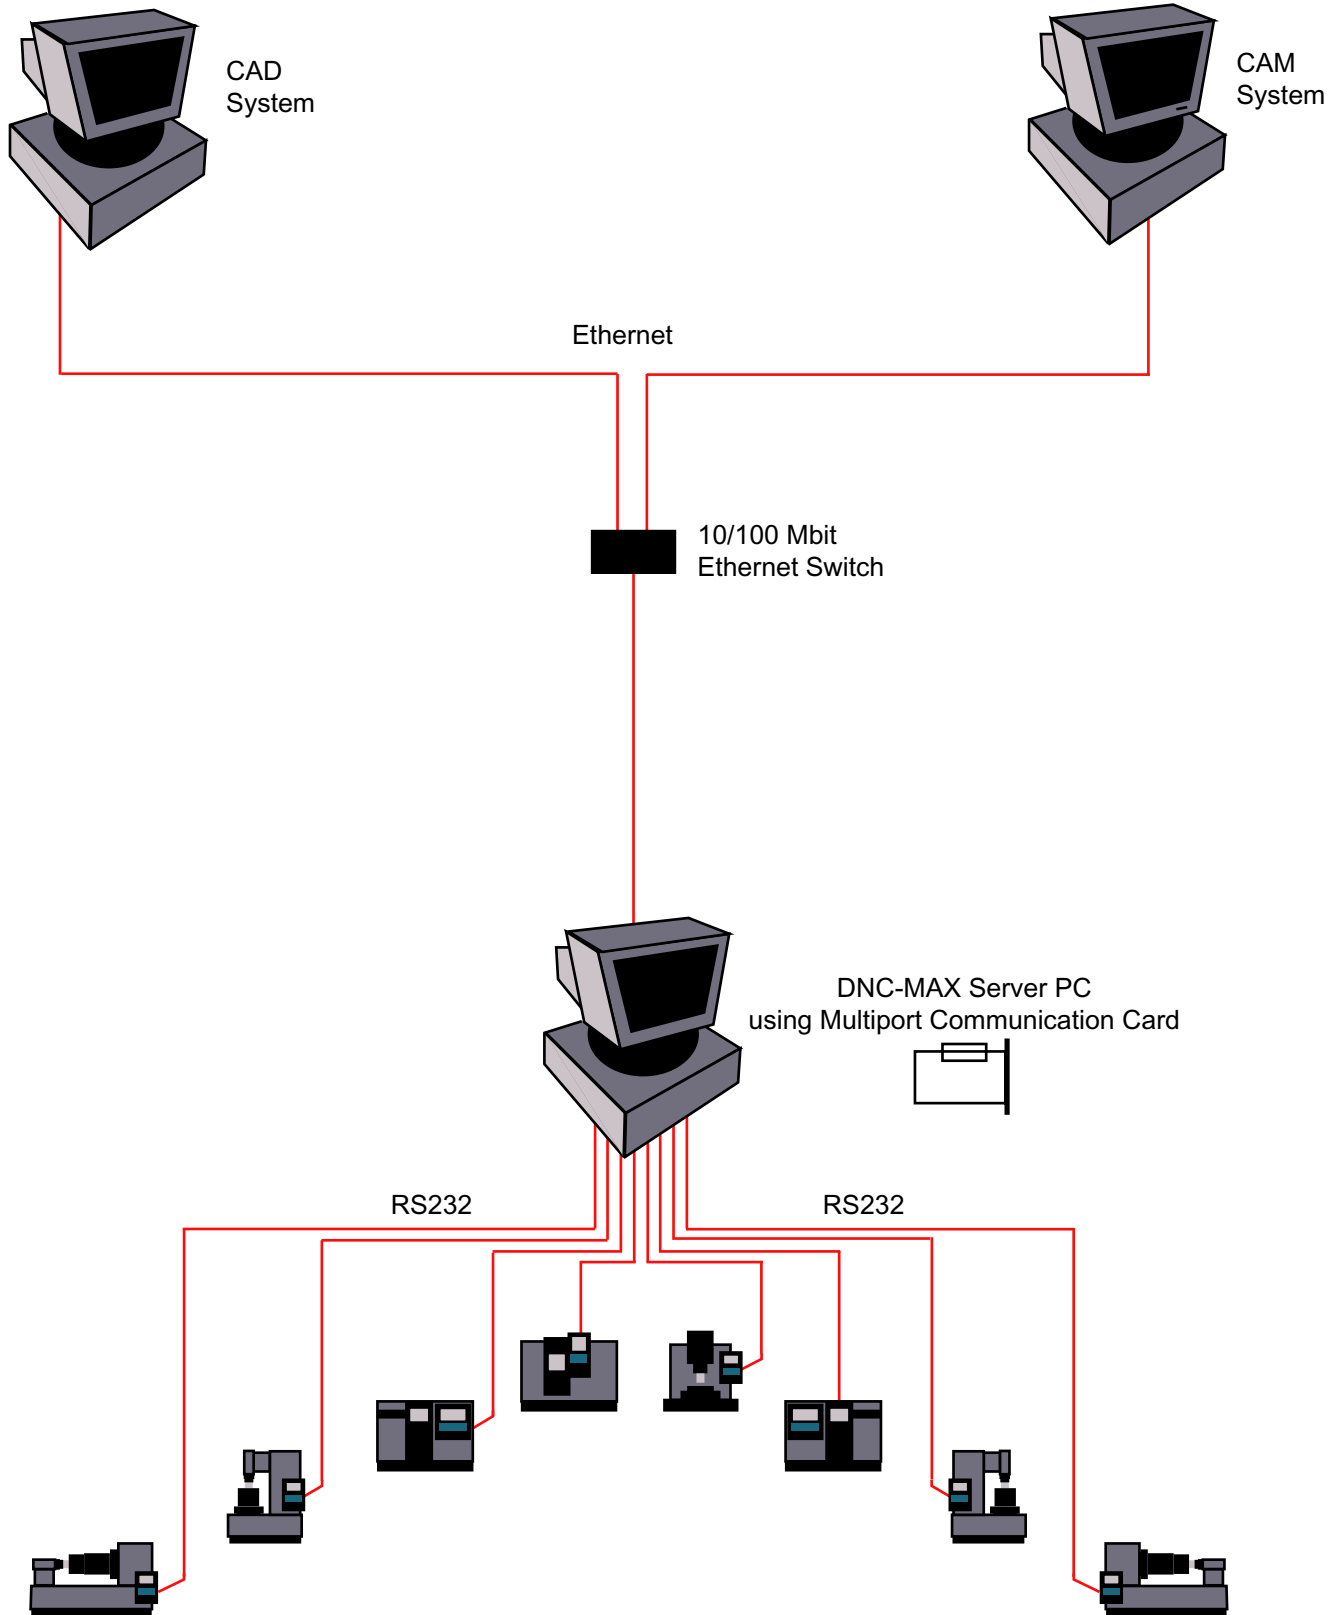 CAD
System
CAM
System
Ethernet
10/100 Mbit
Ethernet Switch
DNC-MAX Server PC
using Multiport Communication Card
RS232
RS232